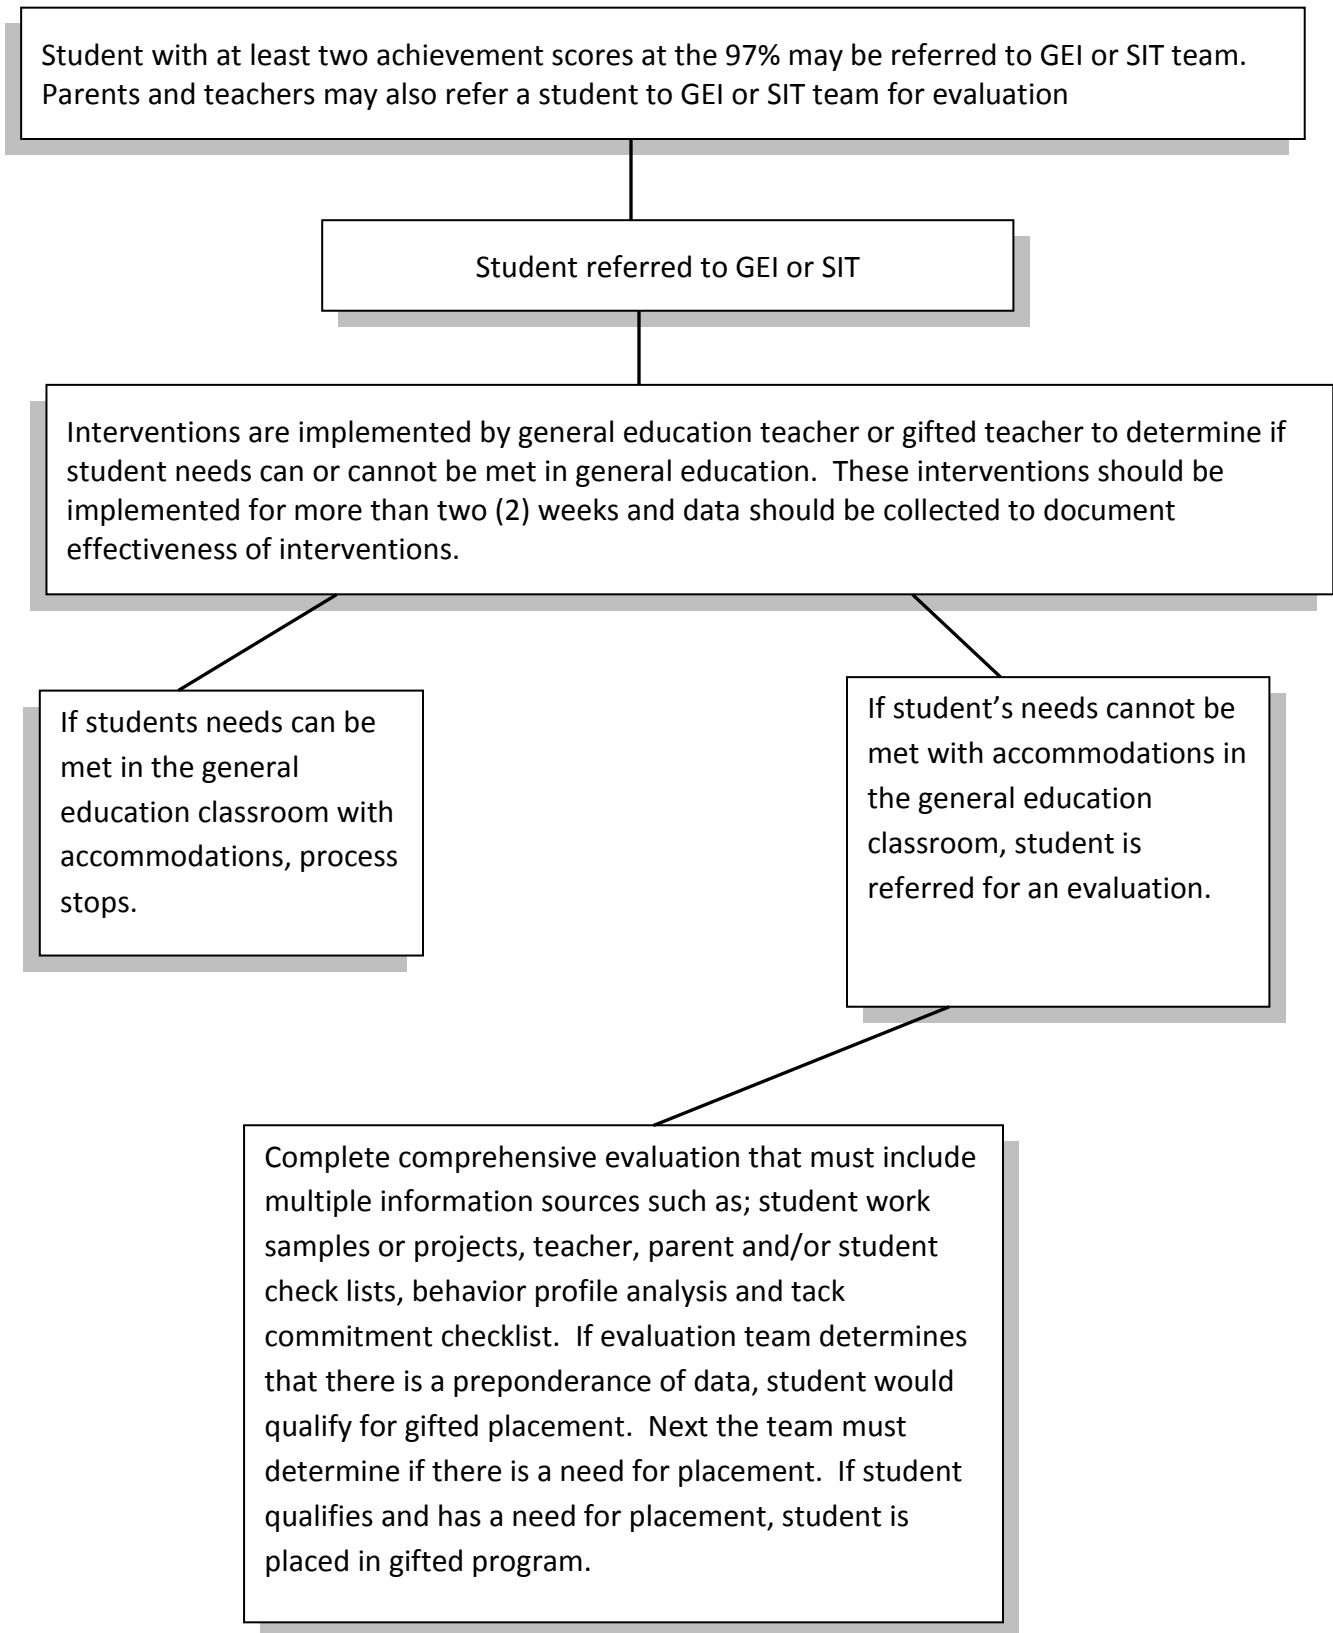 Student with at least two achievement scores at the 97% may be referred to GEI or SIT team.
Parents and teachers may also refer a student to GEI or SIT team for evaluation
Student referred to GEI or SIT
Interventions are implemented by general education teacher or gifted teacher to determine if
student needs can or cannot be met in general education.  These interventions should be
implemented for more than two (2) weeks and data should be collected to document
effectiveness of interventions.
If students needs can be
met in the general
education classroom with
accommodations, process
stops.
If student’s needs cannot be
met with accommodations in
the general education
classroom, student is
referred for an evaluation.
Complete comprehensive evaluation that must include
multiple information sources such as; student work
samples or projects, teacher, parent and/or student
check lists, behavior profile analysis and tack
commitment checklist.  If evaluation team determines
that there is a preponderance of data, student would
qualify for gifted placement.  Next the team must
determine if there is a need for placement.  If student
qualifies and has a need for placement, student is
placed in gifted program.